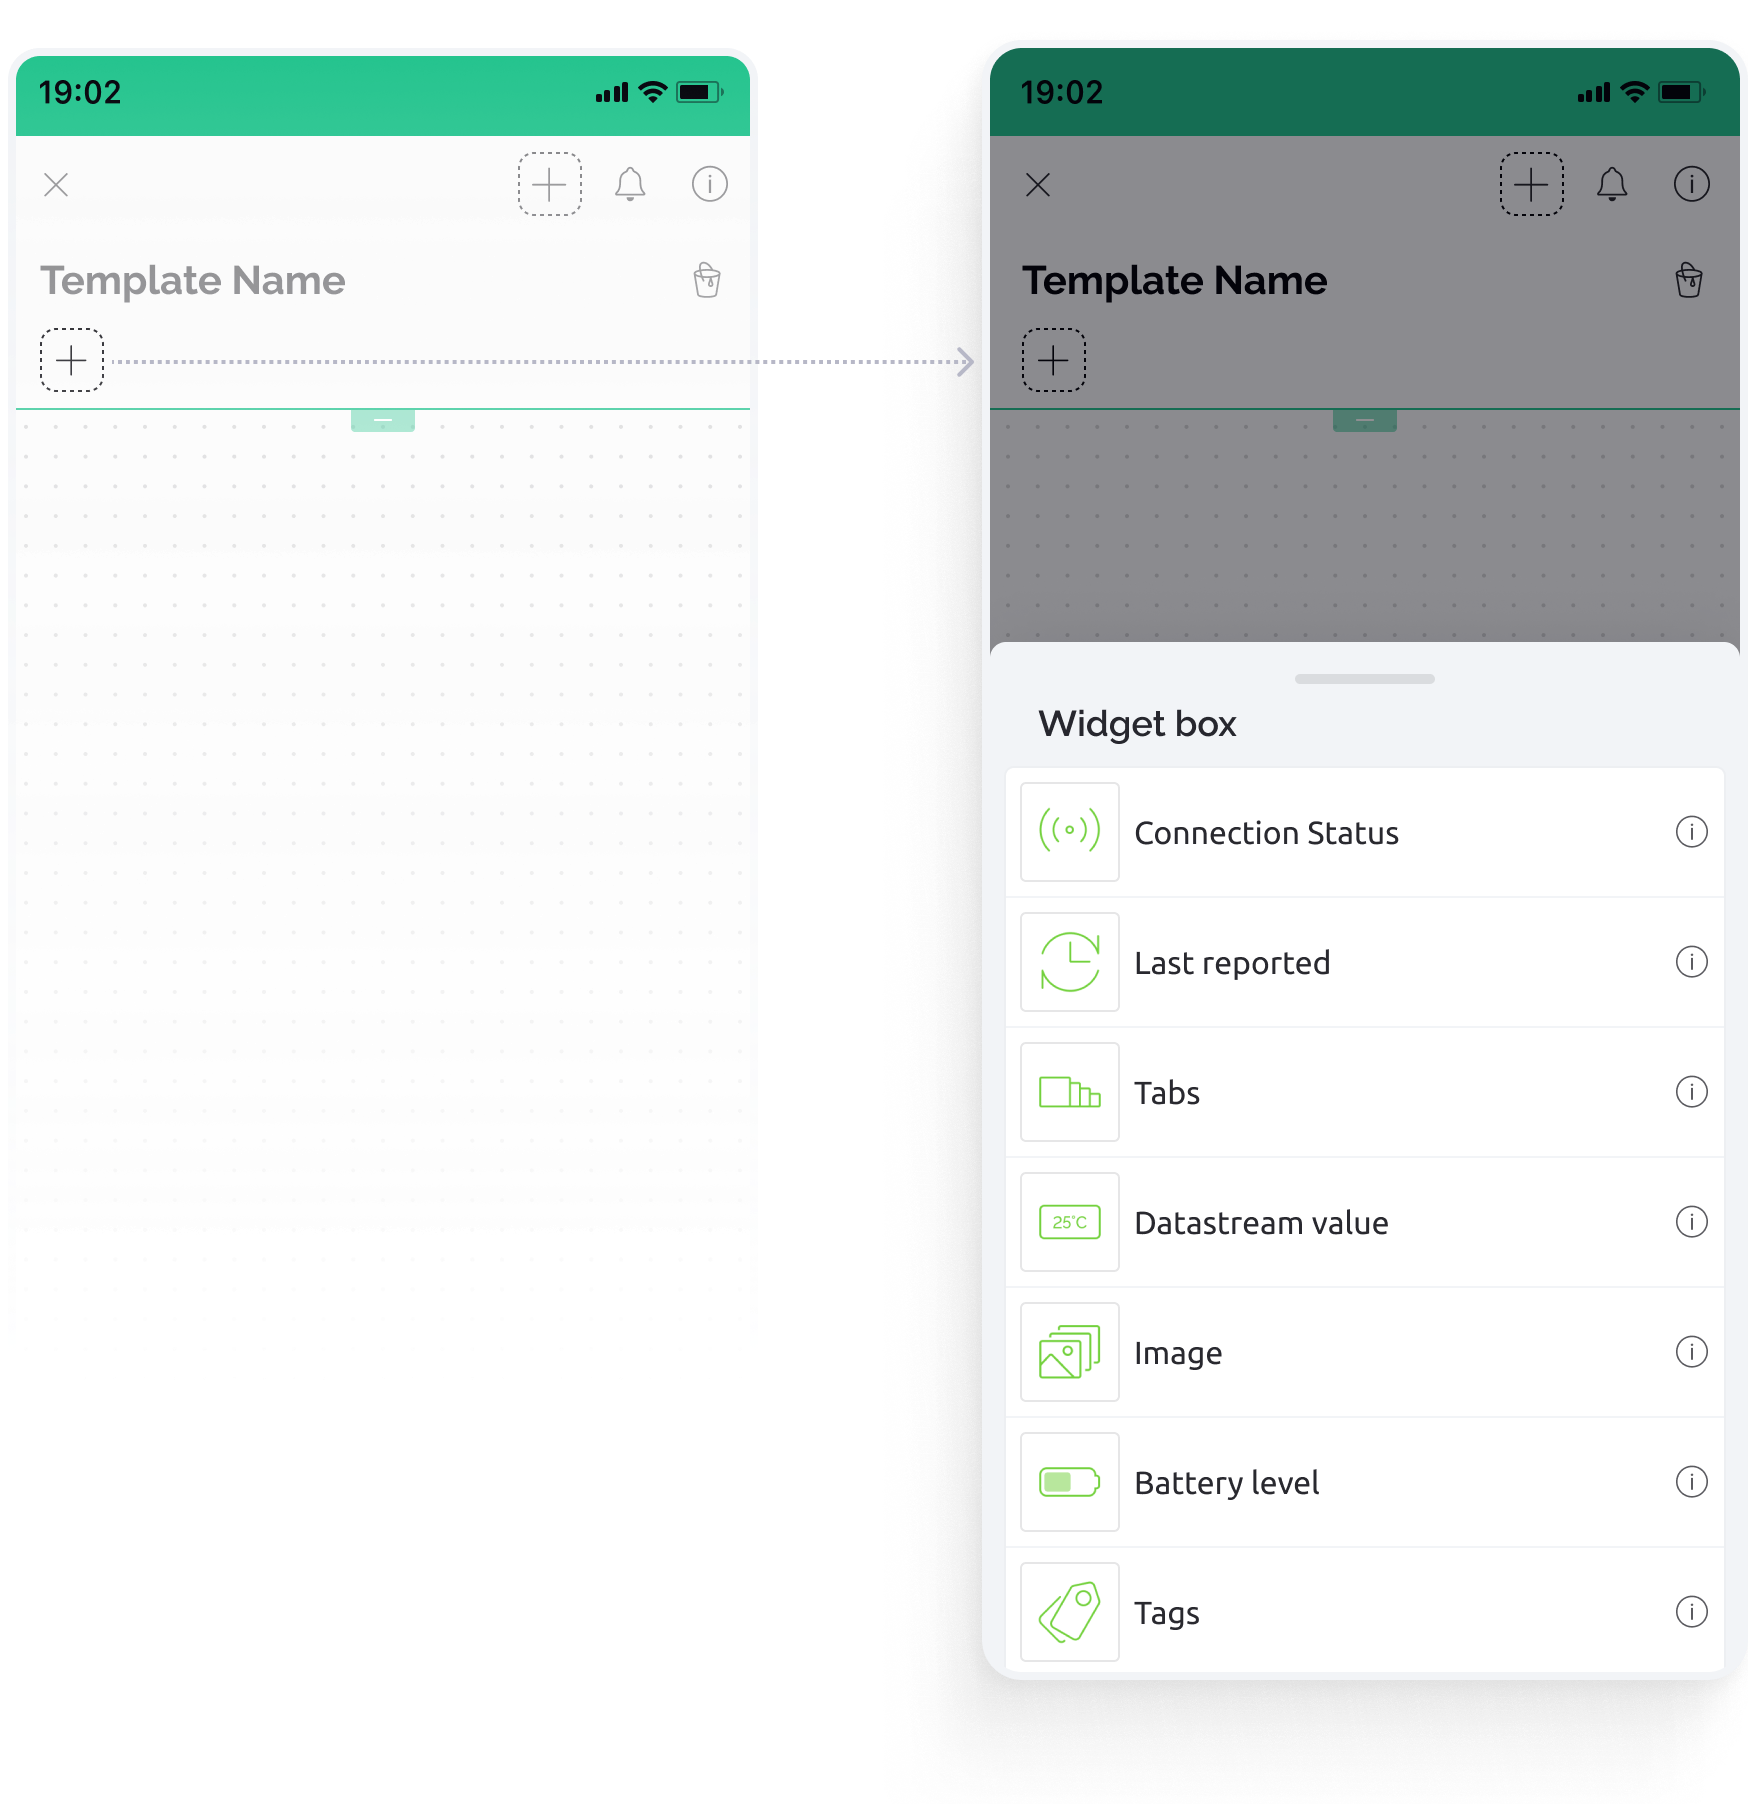 19:02
Template Name
19:02
Template Name
Widget box
Connection Status
Last reported
Tabs
25°C
Datastream value
Image
Battery level
Tags